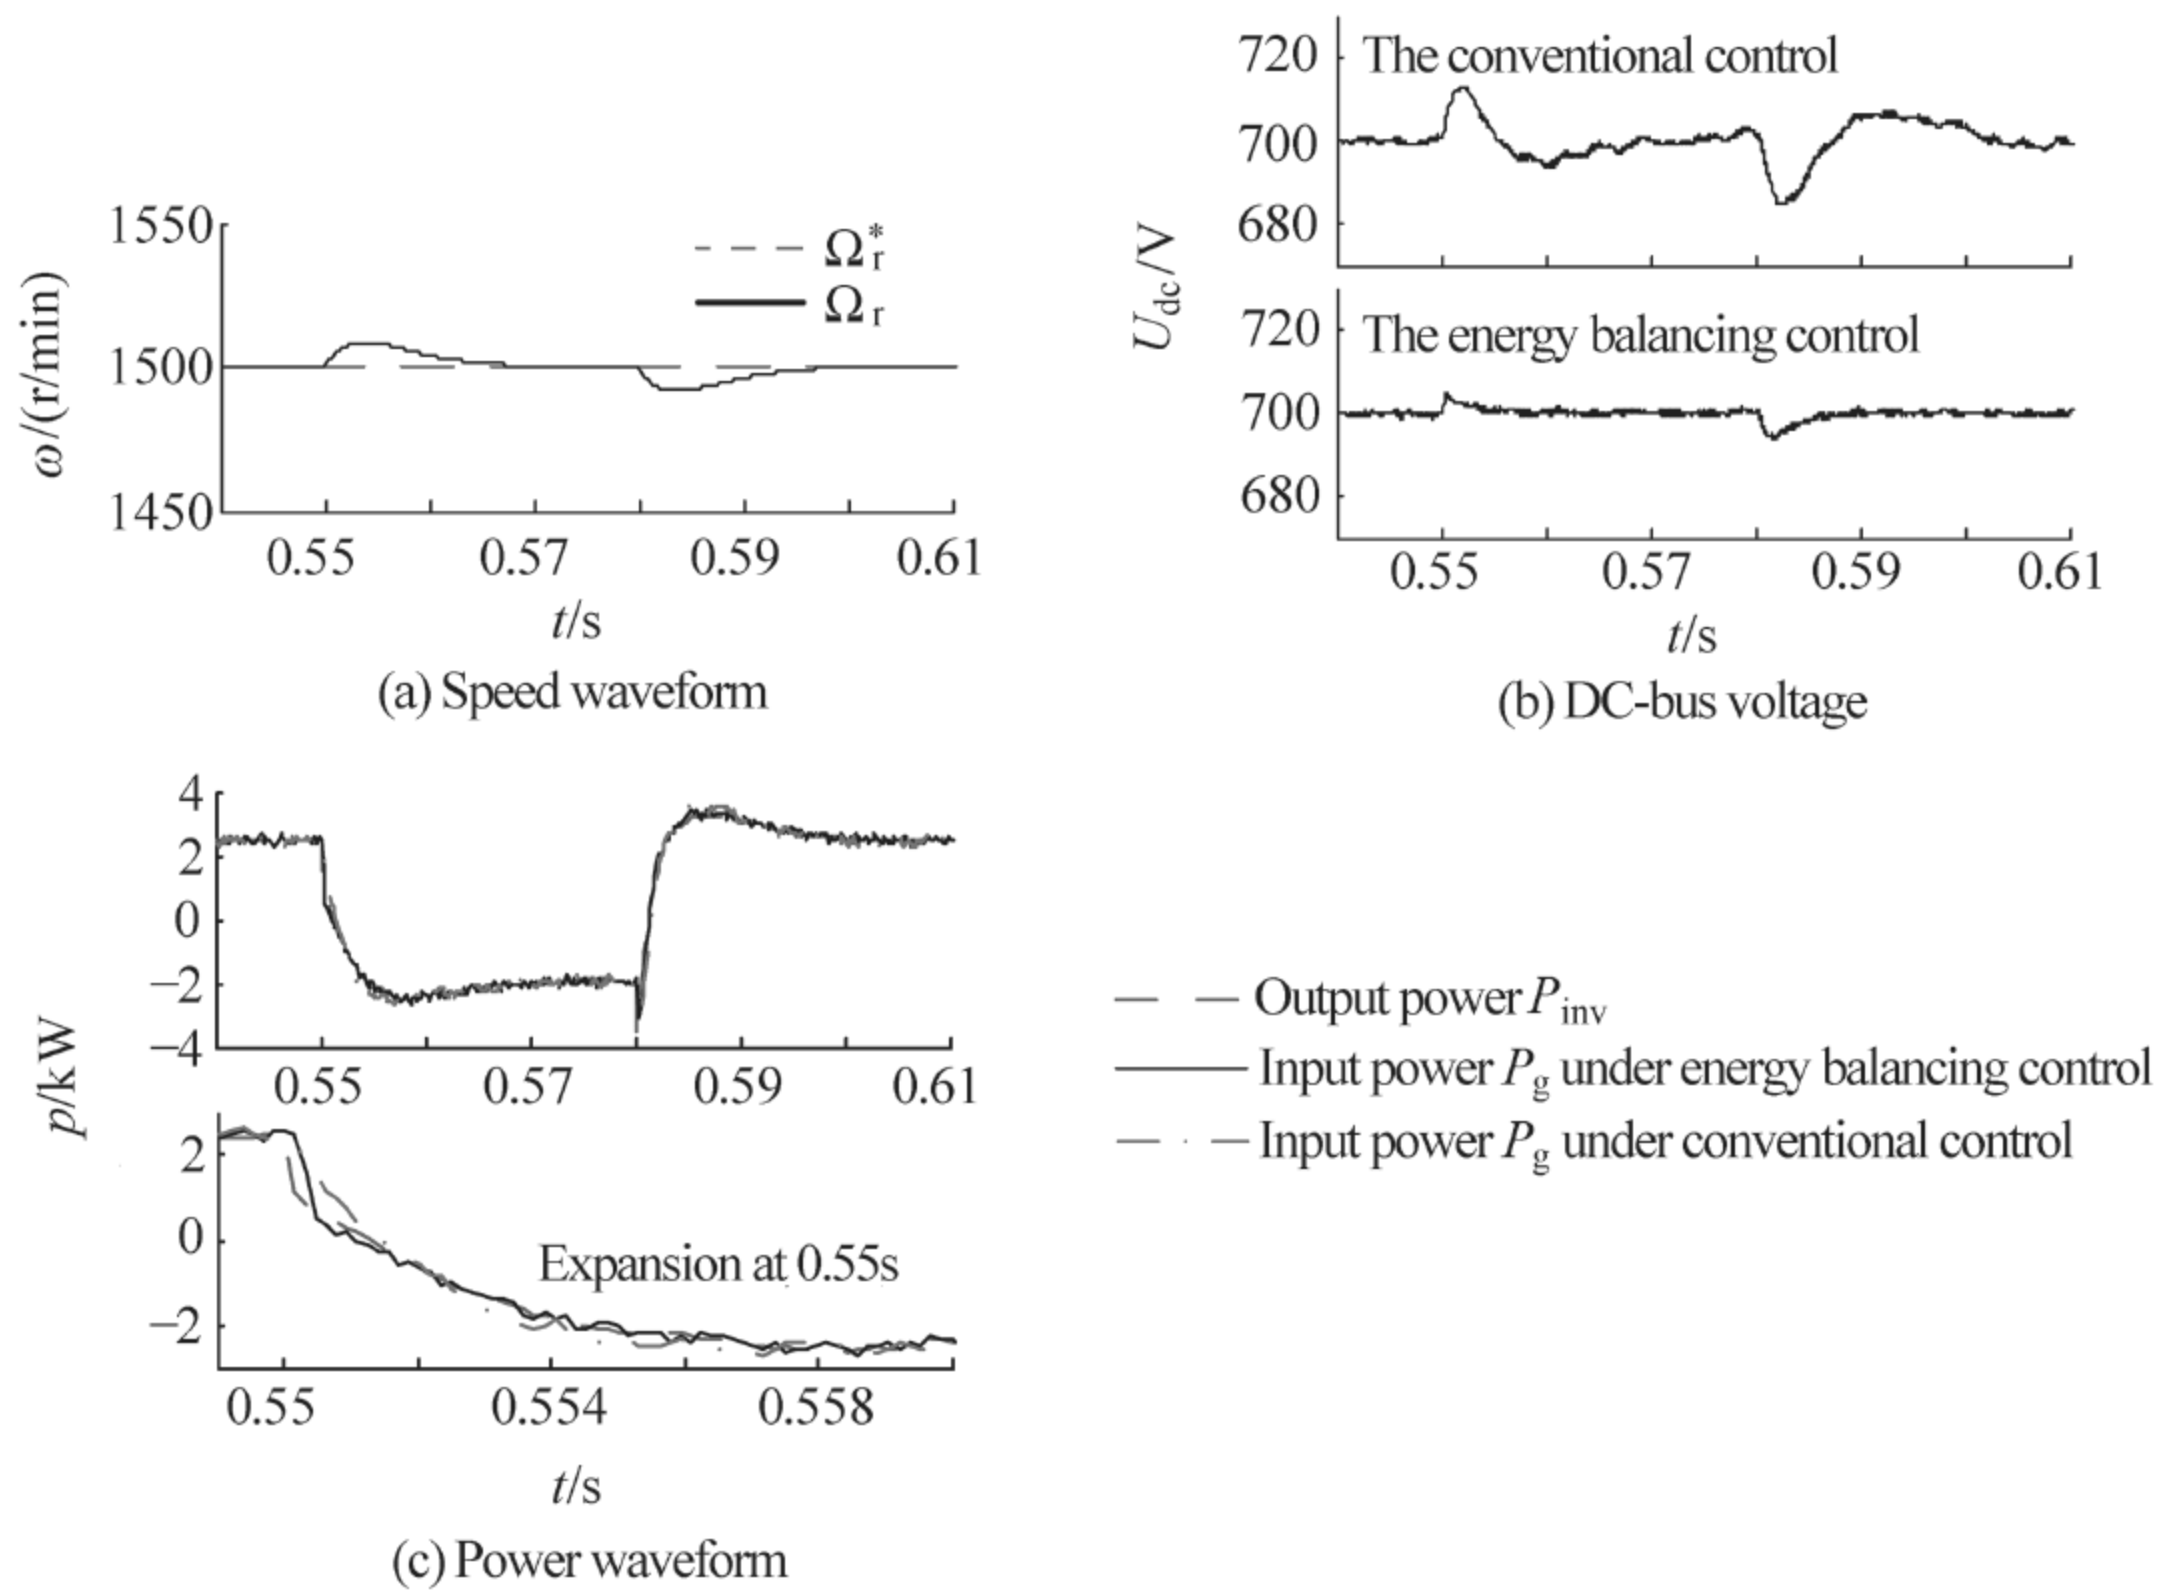 1550
1500
1450
ω/(r/min)
Ω*r
Ωr
0.55 0.57 0.59 0.61
t/s
(a) Speed waveform
720
The conventional control
700
680
Udc/V
720
The energy balancing control
700
680
0.55 0.57 0.59 0.61
t/s
(b) DC-bus voltage
4
2
0
−2
−4
0.55 0.57 0.59 0.61
p/kW
2
0
−2
Expansion at 0.55s
0.55 0.554 0.558
t/s
(c) Power waveform
Output power Pinv
Input power Pg under energy balancing control
Input power Pg under conventional control